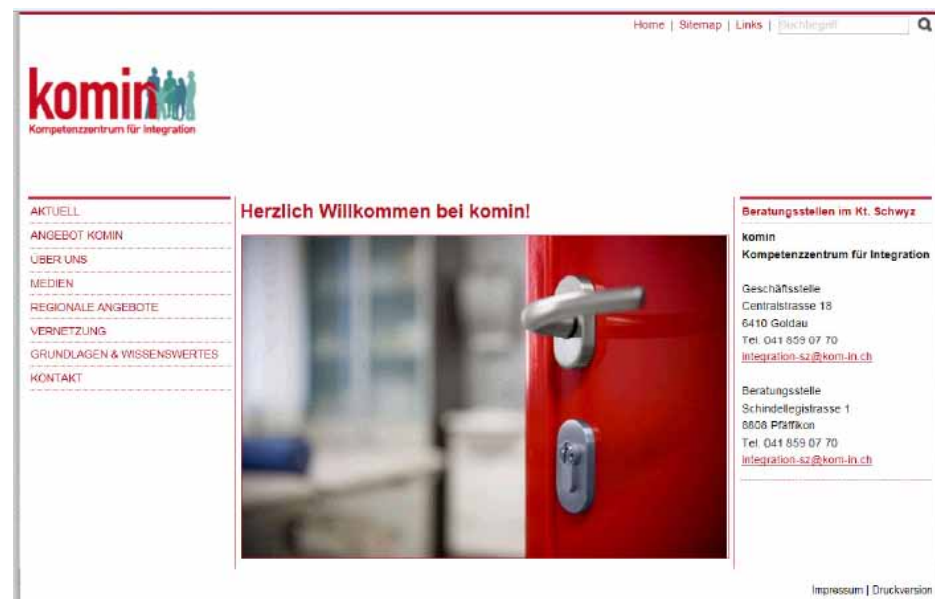 Home | Sitemap | Links | Suchbegriff
komin
Kompetenzzentrum für Integration
AKTUELL
ANGEBOT KOMIN
ÜBER UNS
MEDIEN
REGIONALE ANGEBOTE
VERNETZUNG
GRUNDLAGEN & WISSENSWERTES
KONTAKT
Herzlich Willkommen bei komin!
Beratungsstellen im Kt. Schwyz
komin
Kompetenzzentrum für Integration
Geschäftsstelle
Centralstrasse 18
6410 Goldau
Tel. 041 859 07 70
integration-sz@kom-in.ch
Beratungsstelle
Schindellegistrasse 1
8808 Pfäffikon
Tel. 041 859 07 70
integration-sz@kom-in.ch
Impressum | Druckversion